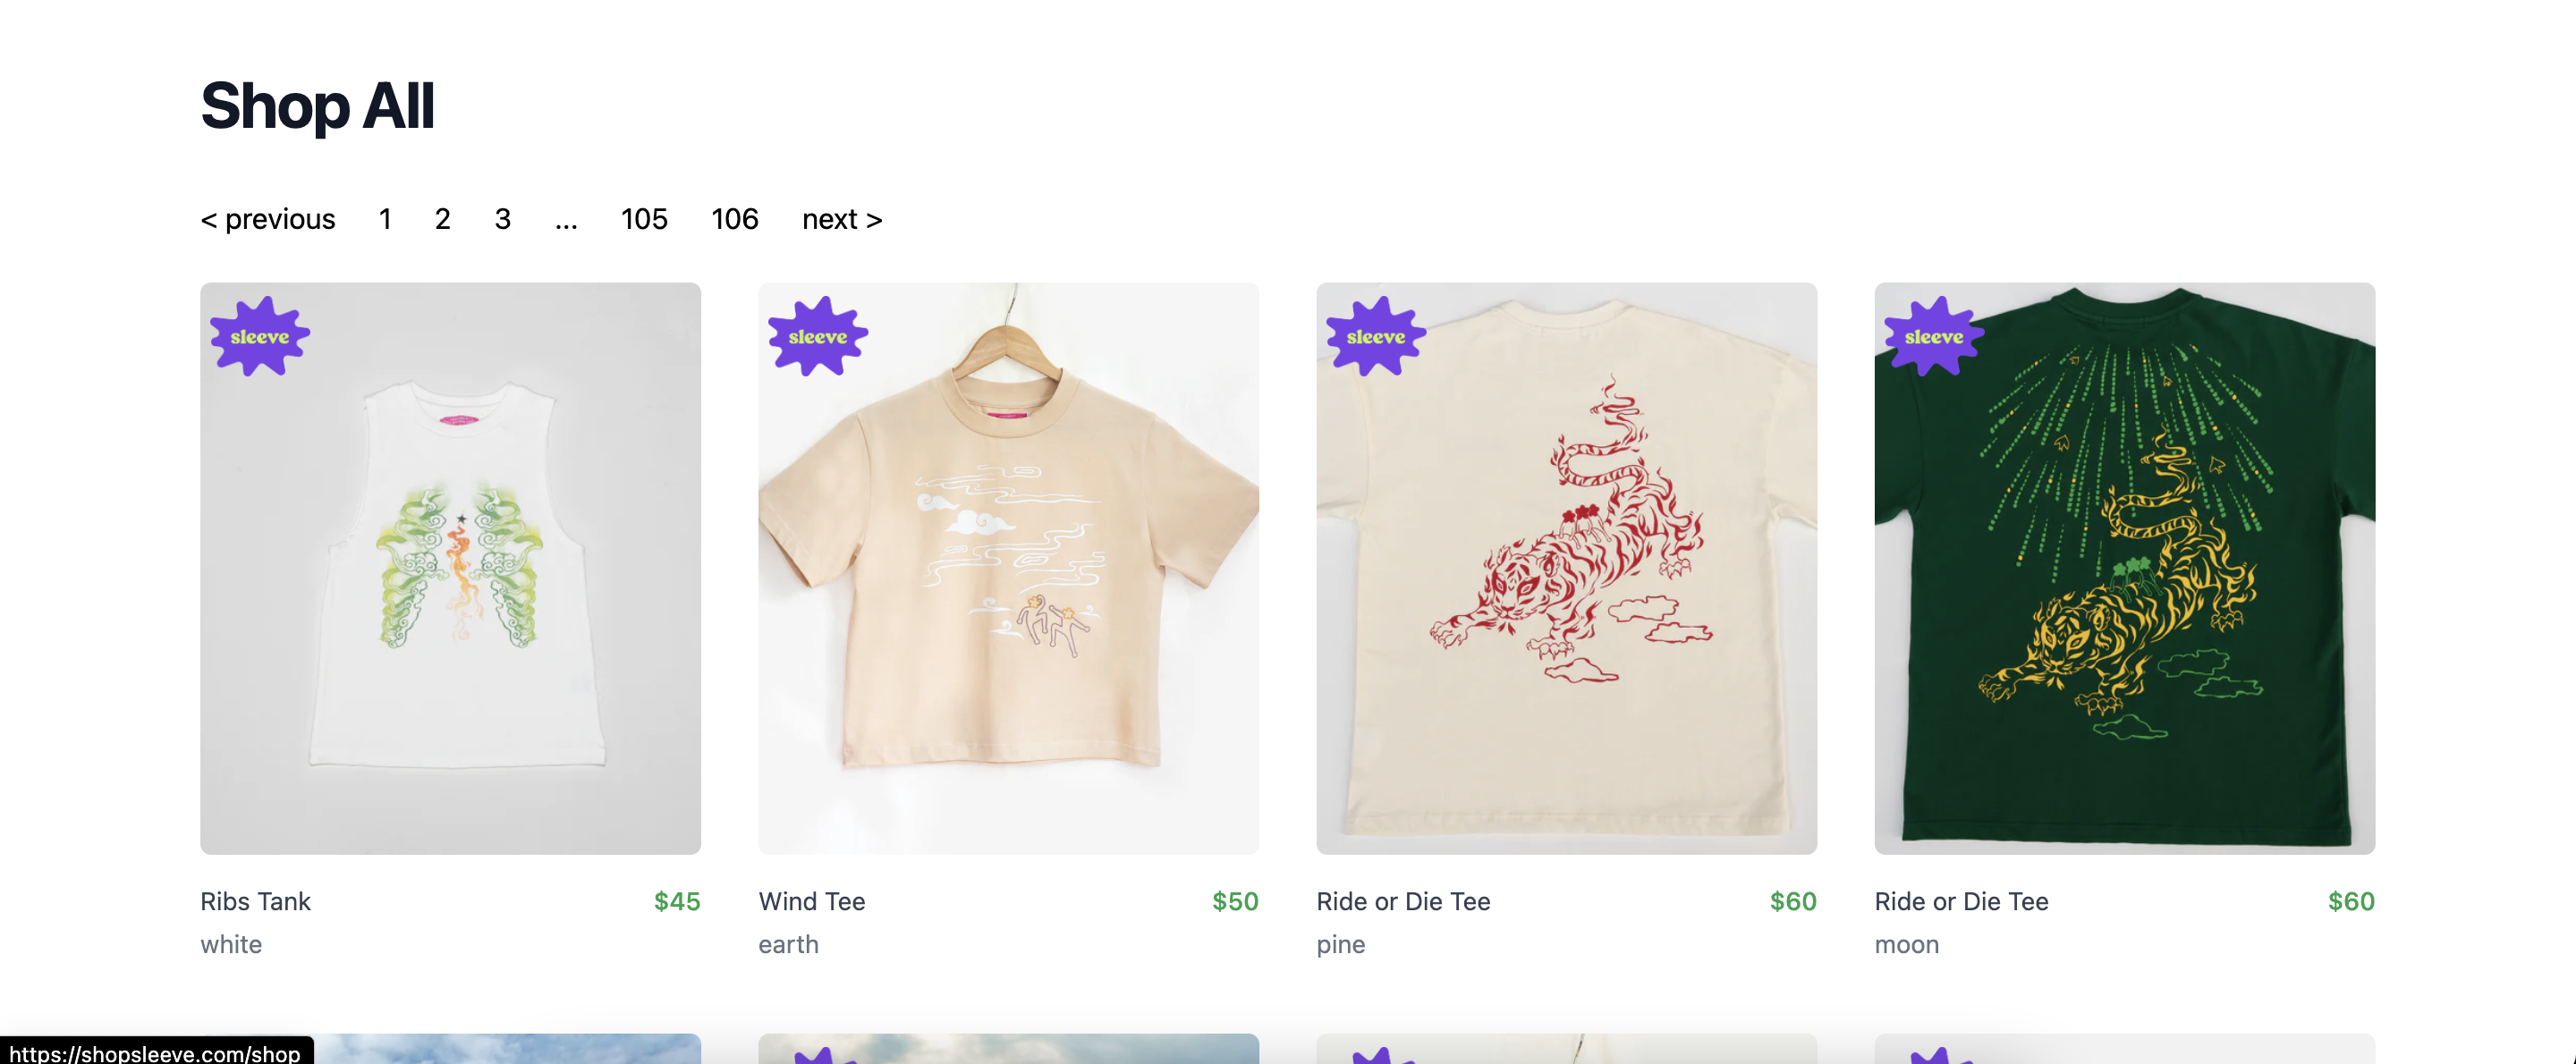 Shop All
< previous 1 2 3 ... 105 106 next >
sleeve
sleeve
sleeve
sleeve
Ribs Tank $45
white
Wind Tee $50
earth
Ride or Die Tee $60
pine
Ride or Die Tee $60
moon
https://shopsleeve.com/shop